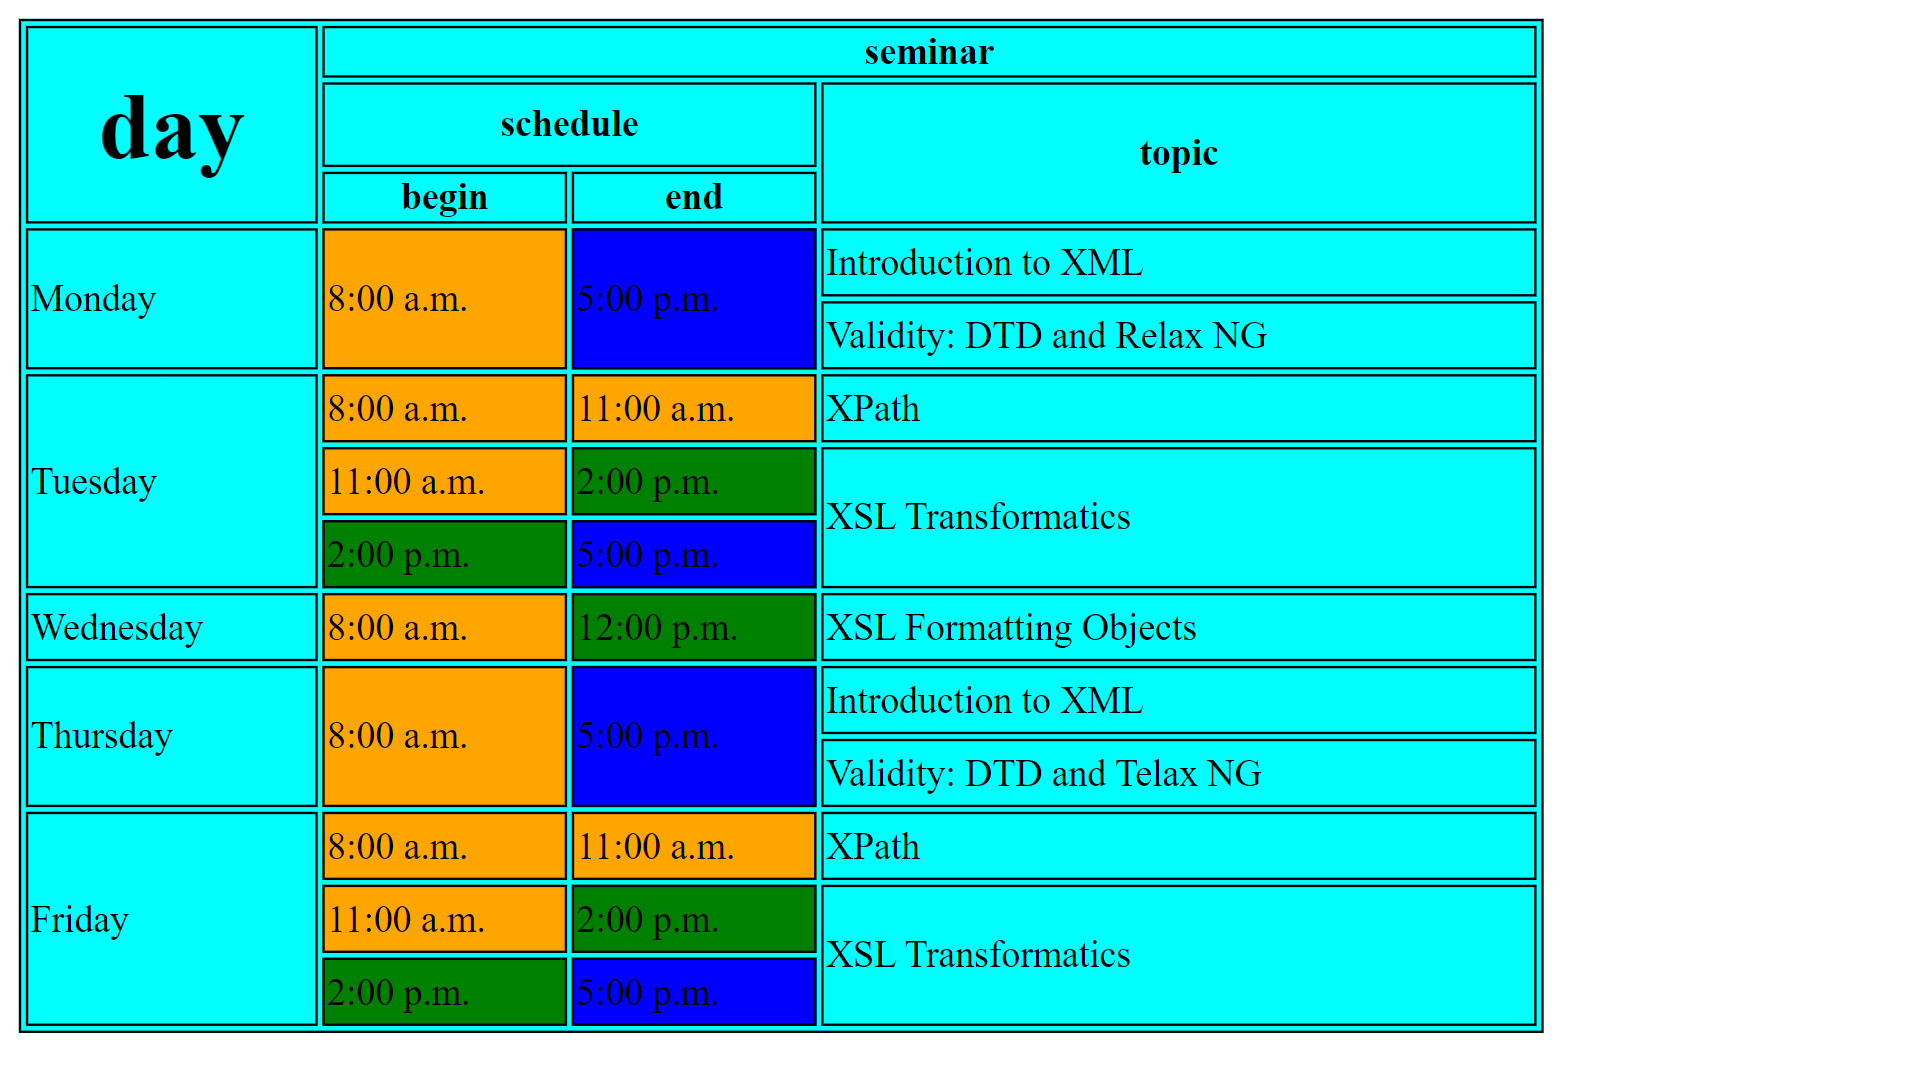 day
seminar
schedule
topic
begin
end
Monday
8:00 a.m.
5:00 p.m.
Introduction to XML
Validity: DTD and Relax NG
Tuesday
8:00 a.m.
11:00 a.m.
XPath
11:00 a.m.
2:00 p.m.
XSL Transformatics
2:00 p.m.
5:00 p.m.
Wednesday
8:00 a.m.
12:00 p.m.
XSL Formatting Objects
Thursday
8:00 a.m.
5:00 p.m.
Introduction to XML
Validity: DTD and Telax NG
Friday
8:00 a.m.
11:00 a.m.
XPath
11:00 a.m.
2:00 p.m.
XSL Transformatics
2:00 p.m.
5:00 p.m.